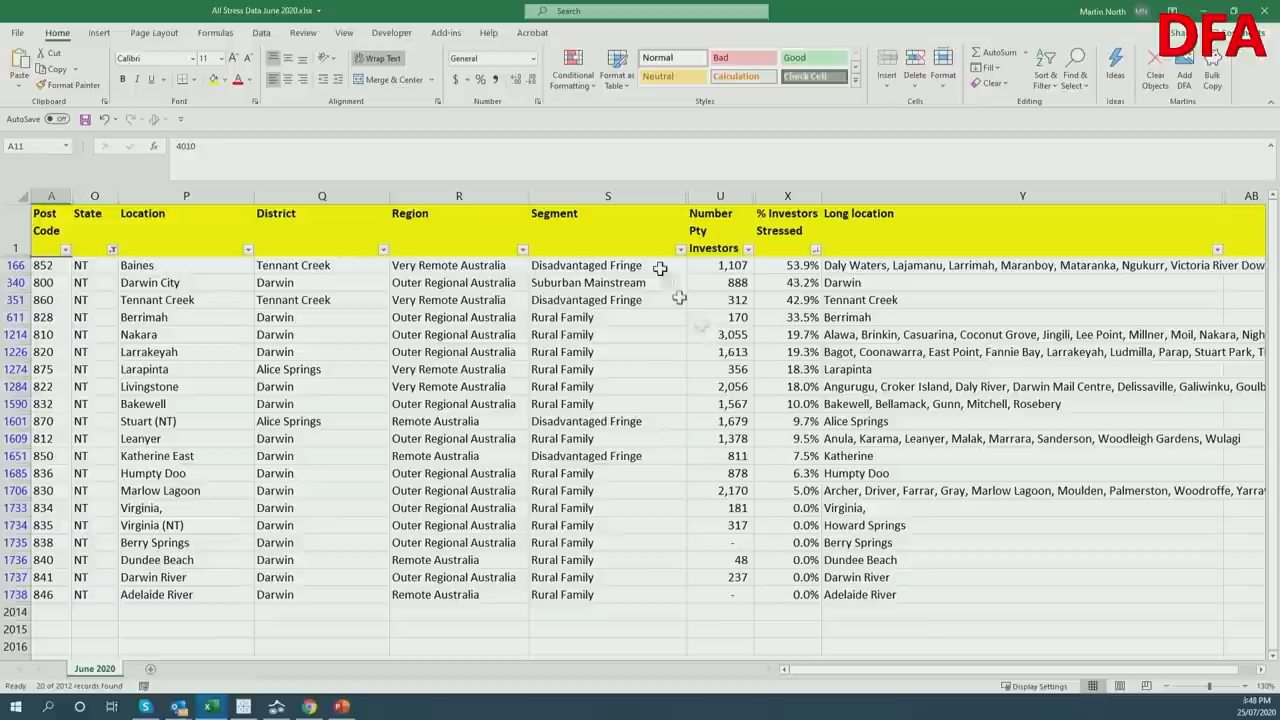 All Stress Data June 2020.xlsx
Search
Martin North MN
DFA
File Home Insert Page Layout Formulas Data Review View Developer Add-ins Help Acrobat
Paste
Cut
Copy
Format Painter
Clipboard
Calibri 11
B I U
Font
Wrap Text
Merge & Center
Alignment
General
$ % ,
Number
Conditional Formatting
Format as Table
Normal Bad Good
Neutral Calculation Check Cell
Styles
Insert Delete Format
Cells
AutoSum
Fill
Clear
Sort & Filter
Find & Select
Editing
Ideas
Ideas
Clear Objects
Add DFA
Bulk Copy
Martins
AutoSave Off
A11 fx 4010
A O P Q R S U X Y AB
1 Post Code State Location District Region Segment Number Pty Investors % Investors Stressed Long location
166 852 NT Baines Tennant Creek Very Remote Australia Disadvantaged Fringe 1,107 53.9% Daly Waters, Lajamanu, Larrimah, Maranboy, Mataranka, Ngukurr, Victoria River Dow
340 800 NT Darwin City Darwin Outer Regional Australia Suburban Mainstream 888 43.2% Darwin
351 860 NT Tennant Creek Tennant Creek Very Remote Australia Disadvantaged Fringe 312 42.9% Tennant Creek
611 828 NT Berrimah Darwin Outer Regional Australia Rural Family 170 33.5% Berrimah
1214 810 NT Nakara Darwin Outer Regional Australia Rural Family 3,055 19.7% Alawa, Brinkin, Casuarina, Coconut Grove, Jingili, Lee Point, Millner, Moil, Nakara, Nigh
1226 820 NT Larrakeyah Darwin Outer Regional Australia Rural Family 1,613 19.3% Bagot, Coonawarra, East Point, Fannie Bay, Larrakeyah, Ludmilla, Parap, Stuart Park, T
1274 875 NT Larapinta Alice Springs Very Remote Australia Rural Family 356 18.3% Larapinta
1284 822 NT Livingstone Darwin Very Remote Australia Rural Family 2,056 18.0% Angurugu, Croker Island, Daly River, Darwin Mail Centre, Delissaville, Galiwinku, Goulb
1590 832 NT Bakewell Darwin Outer Regional Australia Rural Family 1,567 10.0% Bakewell, Bellamack, Gunn, Mitchell, Rosebery
1601 870 NT Stuart (NT) Alice Springs Remote Australia Disadvantaged Fringe 1,679 9.7% Alice Springs
1609 812 NT Leanyer Darwin Outer Regional Australia Rural Family 1,378 9.5% Anula, Karama, Leanyer, Malak, Marrara, Sanderson, Woodleigh Gardens, Wulagi
1651 850 NT Katherine East Darwin Remote Australia Disadvantaged Fringe 811 7.5% Katherine
1685 836 NT Humpty Doo Darwin Outer Regional Australia Rural Family 878 6.3% Humpty Doo
1706 830 NT Marlow Lagoon Darwin Outer Regional Australia Rural Family 2,170 5.0% Archer, Driver, Farrar, Gray, Marlow Lagoon, Moulden, Palmerston, Woodroffe, Yarra
1733 834 NT Virginia, Darwin Outer Regional Australia Rural Family 181 0.0% Virginia,
1734 835 NT Virginia (NT) Darwin Outer Regional Australia Rural Family 317 0.0% Howard Springs
1735 838 NT Berry Springs Darwin Outer Regional Australia Rural Family - 0.0% Berry Springs
1736 840 NT Dundee Beach Darwin Remote Australia Rural Family 48 0.0% Dundee Beach
1737 841 NT Darwin River Darwin Outer Regional Australia Rural Family 237 0.0% Darwin River
1738 846 NT Adelaide River Darwin Remote Australia Rural Family - 0.0% Adelaide River
2014
2015
2016
June 2020
Ready 20 of 2012 records found Display Settings 130%
3:48 PM
25/07/2020